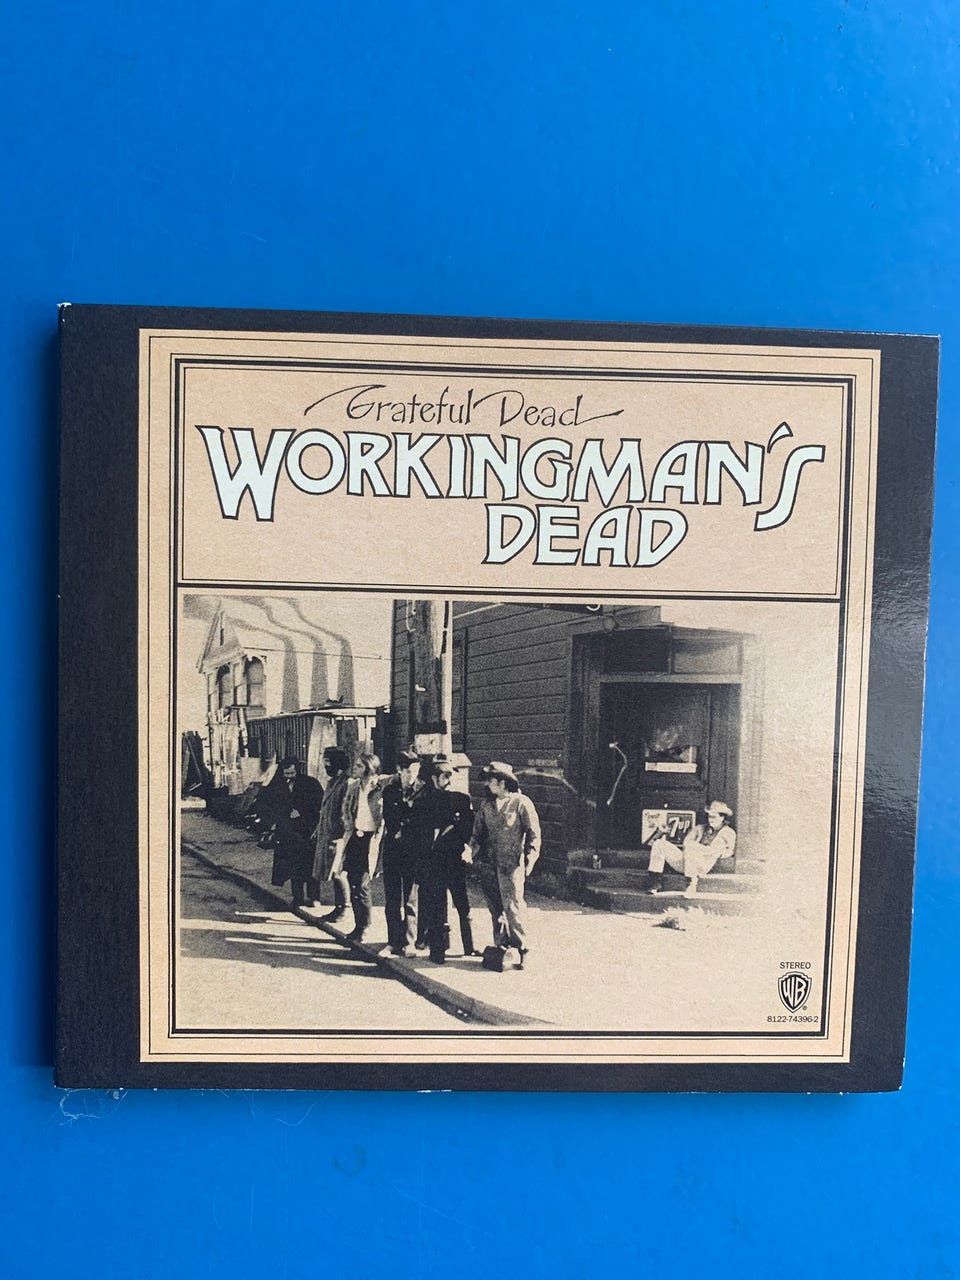 Grateful Dead
WORKINGMAN'S
DEAD
7up
STEREO
WB
8122-74396-2